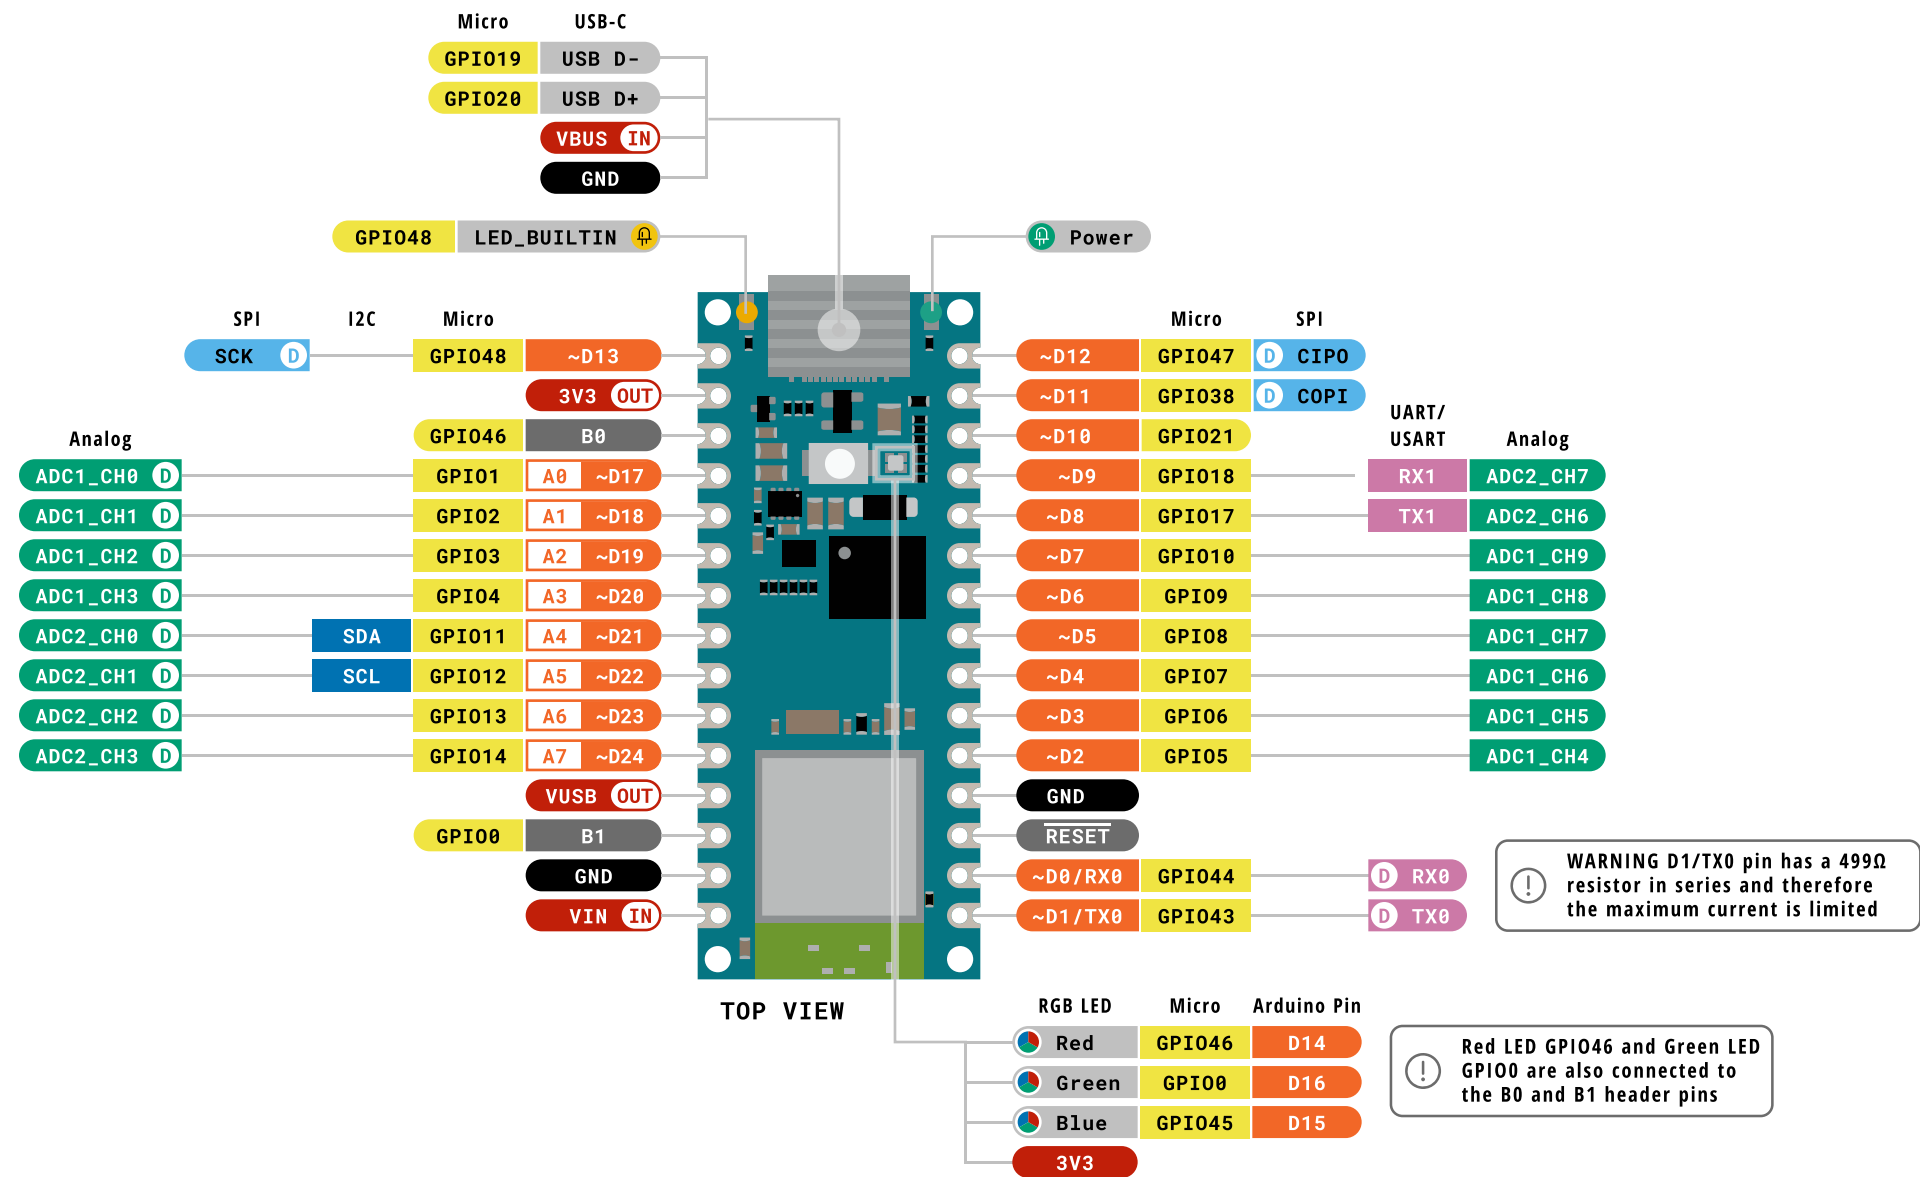 Micro USB-C
GPIO19 USB D-
GPIO20 USB D+
VBUS IN
GND
GPIO48 LED_BUILTIN
Power
SPI I2C Micro
SCK D GPIO48 ~D13
3V3 OUT
GPIO46 B0
Analog
ADC1_CH0 D GPIO1 A0 ~D17
ADC1_CH1 D GPIO2 A1 ~D18
ADC1_CH2 D GPIO3 A2 ~D19
ADC1_CH3 D GPIO4 A3 ~D20
ADC2_CH0 D SDA GPIO11 A4 ~D21
ADC2_CH1 D SCL GPIO12 A5 ~D22
ADC2_CH2 D GPIO13 A6 ~D23
ADC2_CH3 D GPIO14 A7 ~D24
VUSB OUT
GPIO0 B1
GND
VIN IN
Micro SPI
~D12 GPIO47 D CIPO
~D11 GPIO38 D COPI
~D10 GPIO21
UART/
USART Analog
~D9 GPIO18 RX1 ADC2_CH7
~D8 GPIO17 TX1 ADC2_CH6
~D7 GPIO10 ADC1_CH9
~D6 GPIO9 ADC1_CH8
~D5 GPIO8 ADC1_CH7
~D4 GPIO7 ADC1_CH6
~D3 GPIO6 ADC1_CH5
~D2 GPIO5 ADC1_CH4
GND
RESET
~D0/RX0 GPIO44 D RX0
~D1/TX0 GPIO43 D TX0
WARNING D1/TX0 pin has a 499Ω
resistor in series and therefore
the maximum current is limited
TOP VIEW
RGB LED Micro Arduino Pin
Red GPIO46 D14
Green GPIO0 D16
Blue GPIO45 D15
3V3
Red LED GPIO46 and Green LED
GPIO0 are also connected to
the B0 and B1 header pins